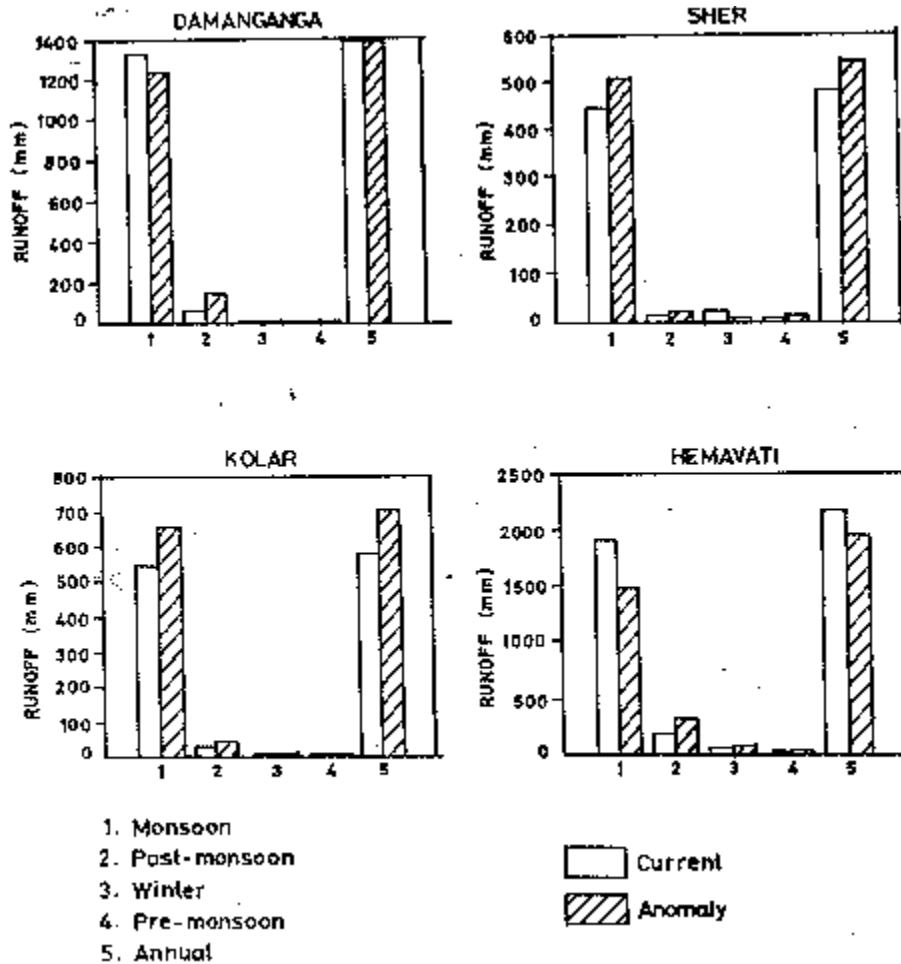 DAMANGANGA
RUNOFF (mm)
1400
1200
1000
800
600
400
200
0
1 2 3 4 5
SHER
RUNOFF (mm)
600
500
400
300
200
100
0
1 2 3 4 5
KOLAR
RUNOFF (mm)
800
700
600
500
400
300
200
100
0
1 2 3 4 5
HEMAVATI
RUNOFF (mm)
2500
2000
1500
1000
500
0
1 2 3 4 5
1. Monsoon
2. Post-monsoon
3. Winter
4. Pre-monsoon
5. Annual
Current
Anomaly